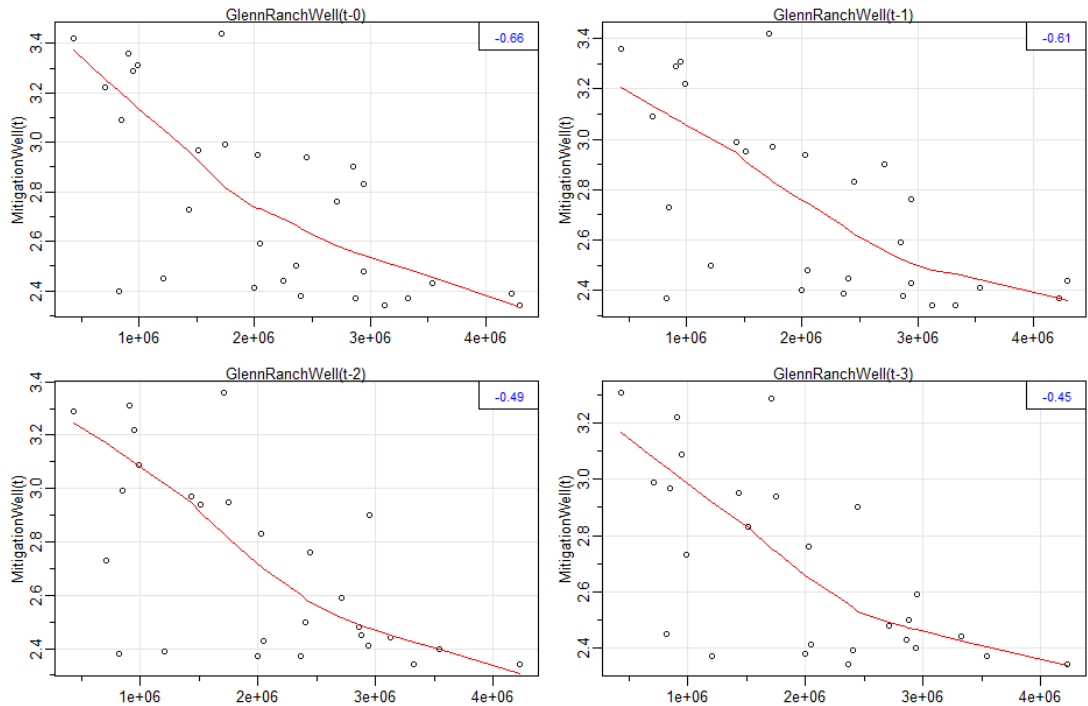 GlennRanchWell(t-0)
-0.66
MitigationWell(t)
3.4
3.2
3.0
2.8
2.6
2.4
1e+06 2e+06 3e+06 4e+06
GlennRanchWell(t-1)
-0.61
MitigationWell(t)
3.4
3.2
3.0
2.8
2.6
2.4
1e+06 2e+06 3e+06 4e+06
GlennRanchWell(t-2)
-0.49
MitigationWell(t)
3.4
3.2
3.0
2.8
2.6
2.4
1e+06 2e+06 3e+06 4e+06
GlennRanchWell(t-3)
-0.45
MitigationWell(t)
3.2
3.0
2.8
2.6
2.4
1e+06 2e+06 3e+06 4e+06